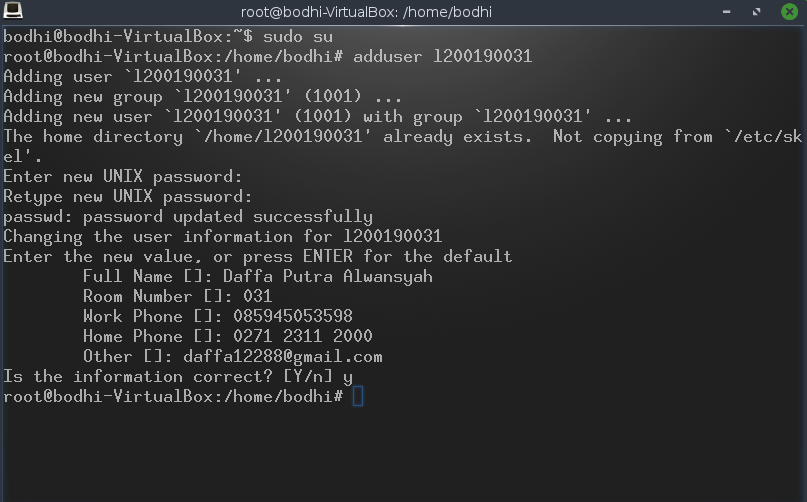 root@bodhi-VirtualBox: /home/bodhi
bodhi@bodhi-VirtualBox:~$ sudo su
root@bodhi-VirtualBox:/home/bodhi# adduser l200190031
Adding user `l200190031' ...
Adding new group `l200190031' (1001) ...
Adding new user `l200190031' (1001) with group `l200190031' ...
The home directory `/home/l200190031' already exists.  Not copying from `/etc/sk
el'.
Enter new UNIX password:
Retype new UNIX password:
passwd: password updated successfully
Changing the user information for l200190031
Enter the new value, or press ENTER for the default
        Full Name []: Daffa Putra Alwansyah
        Room Number []: 031
        Work Phone []: 085945053598
        Home Phone []: 0271 2311 2000
        Other []: daffa12288@gmail.com
Is the information correct? [Y/n] y
root@bodhi-VirtualBox:/home/bodhi#